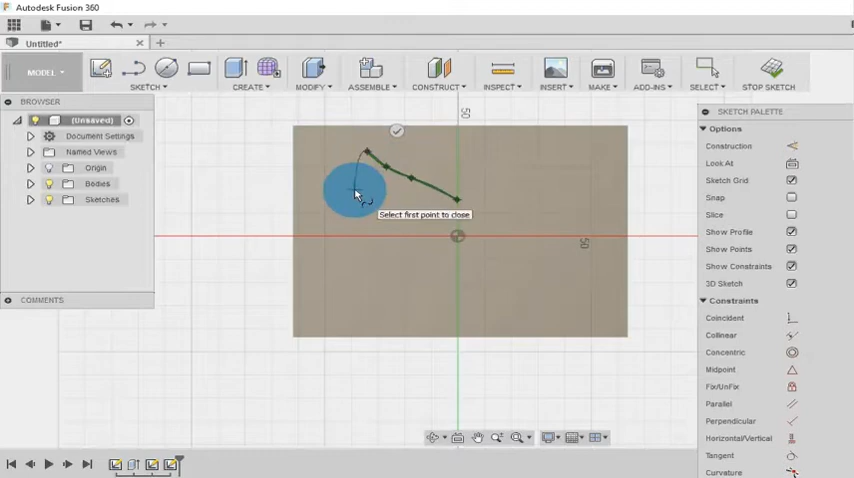 Autodesk Fusion 360
Untitled*
MODEL
SKETCH
CREATE
MODIFY
ASSEMBLE
CONSTRUCT
INSPECT
INSERT
MAKE
ADD-INS
SELECT
STOP SKETCH
BROWSER
(Unsaved)
Document Settings
Named Views
Origin
Bodies
Sketches
COMMENTS
50
50
Select first point to close
SKETCH PALETTE
Options
Construction
Look At
Sketch Grid
Snap
Slice
Show Profile
Show Points
Show Constraints
3D Sketch
Constraints
Coincident
Collinear
Concentric
Midpoint
Fix/UnFix
Parallel
Perpendicular
Horizontal/Vertical
Tangent
Curvature